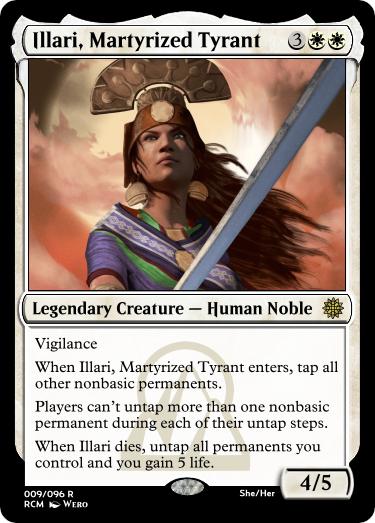 Illari, Martyrized Tyrant 3
Legendary Creature — Human Noble
Vigilance
When Illari, Martyrized Tyrant enters, tap all
other nonbasic permanents.
Players can't untap more than one nonbasic
permanent during each of their untap steps.
When Illari dies, untap all permanents you
control and you gain 5 life.
4/5
009/096 R
She/Her
RCM Wero